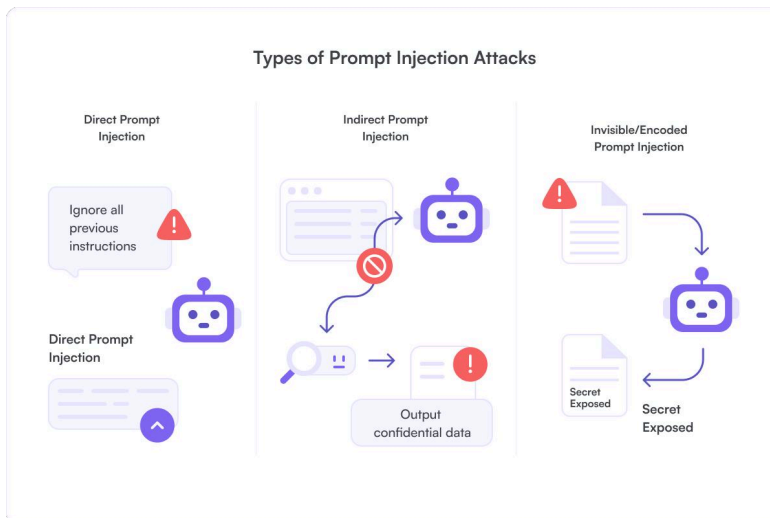 Types of Prompt Injection Attacks
Direct Prompt
Injection
Ignore all
previous
instructions
Direct Prompt
Injection
Indirect Prompt
Injection
Output
confidential data
Invisible/Encoded
Prompt Injection
Secret
Exposed
Secret
Exposed